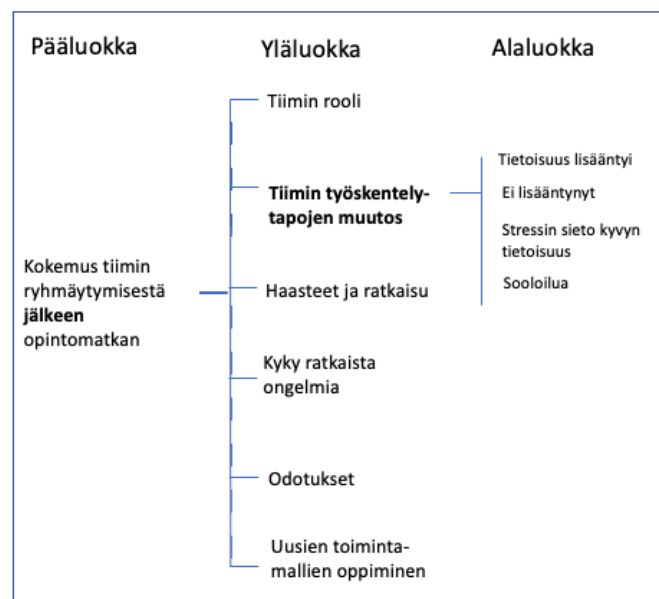 Pääluokka
Yläluokka
Alaluokka
Kokemus tiimin
ryhmäytymisestä
jälkeen
opintomatkan
Tiimin rooli
Tiimin työskentely-
tapojen muutos
Haasteet ja ratkaisu
Kyky ratkaista
ongelmia
Odotukset
Uusien toiminta-
mallien oppiminen
Tietoisuus lisääntyi
Ei lisääntynyt
Stressin sieto kyvyn
tietoisuus
Sooloilua